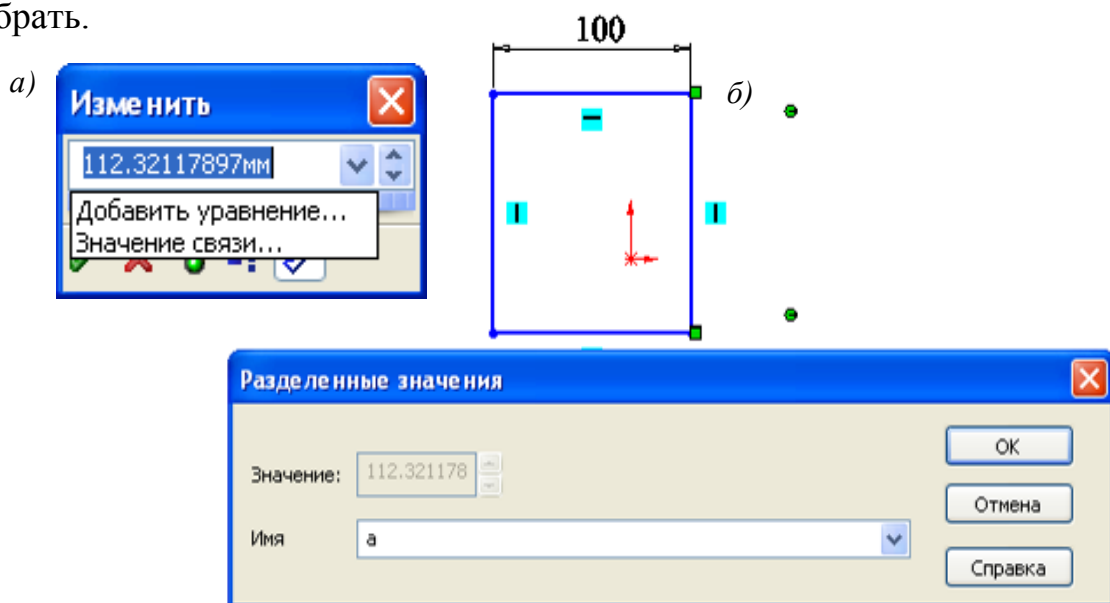 брать.
100
а)
б)
Изменить
112.32117897мм
Добавить уравнение...
Значение связи...
Разделенные значения
Значение:
112.321178
OK
Отмена
Имя
a
Справка